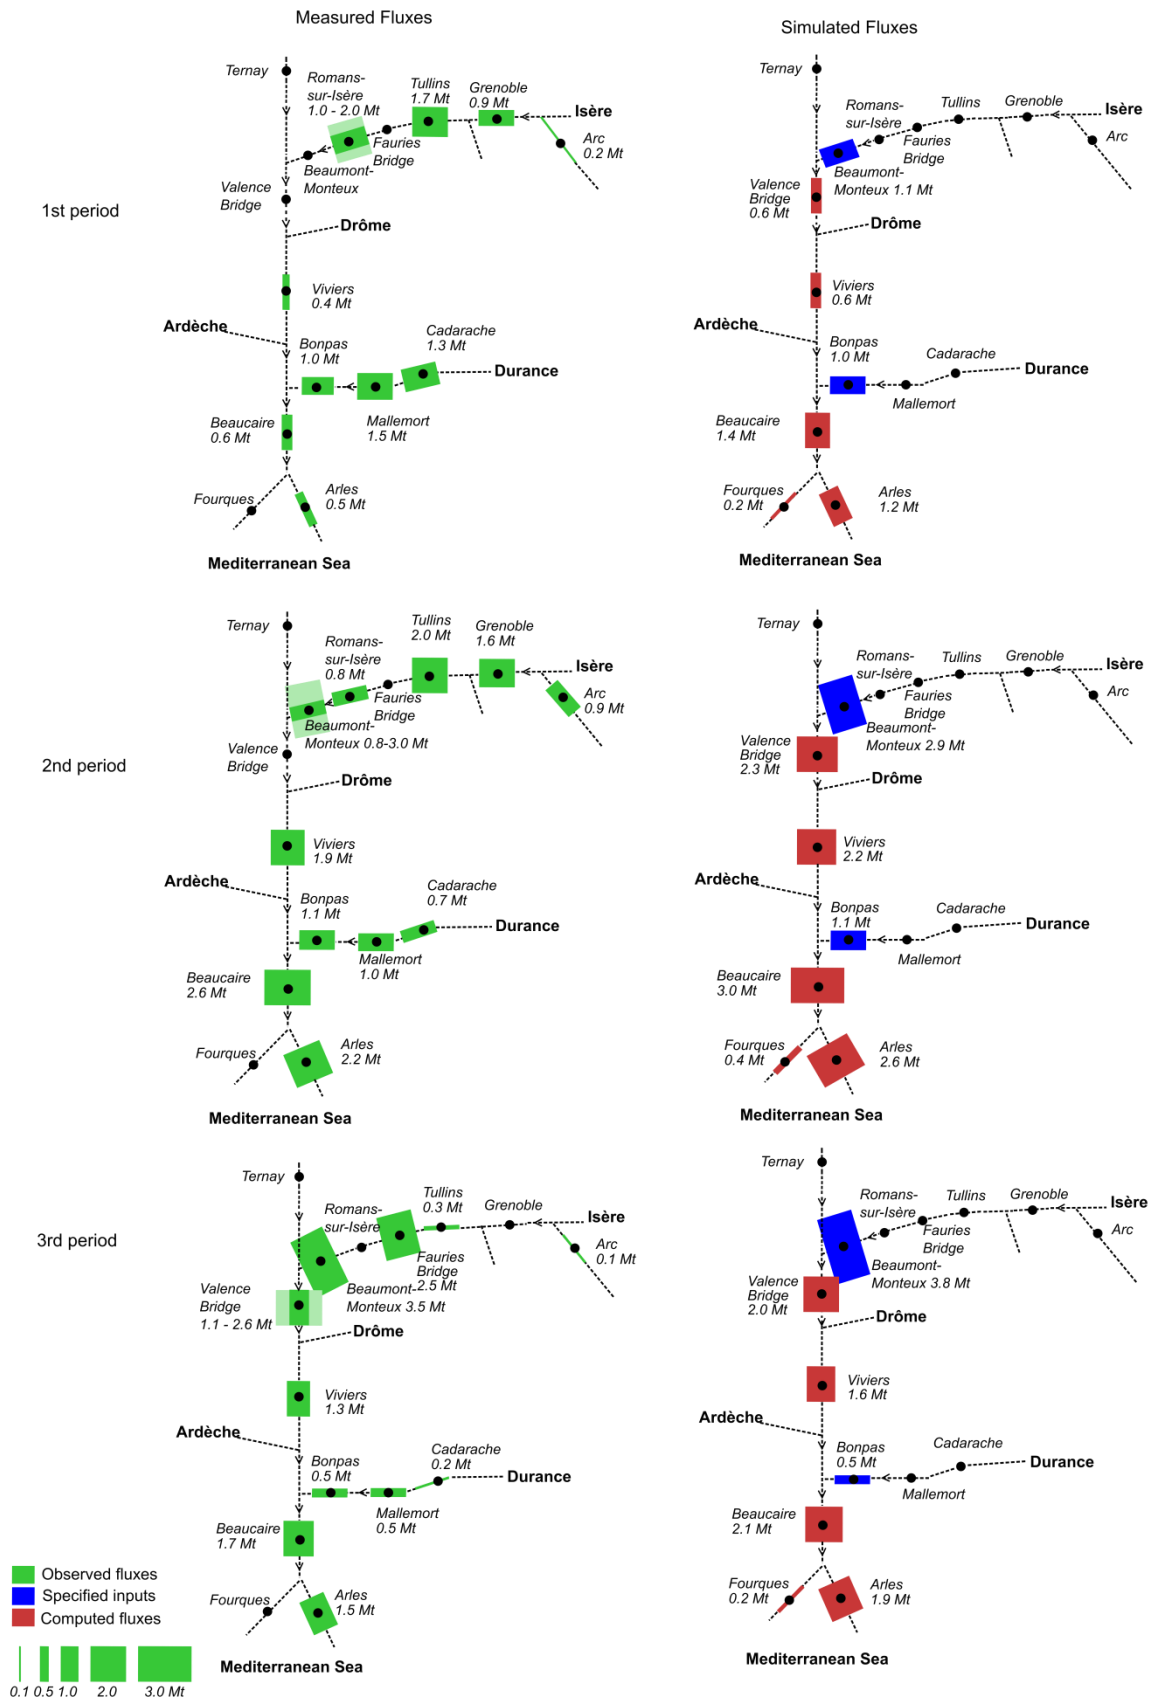 Measured Fluxes
Simulated Fluxes
1st period
Ternay
Romans-
sur-Isère
1.0 - 2.0 Mt
Tullins
1.7 Mt
Grenoble
0.9 Mt
Isère
Arc
0.2 Mt
Fauries
Bridge
Beaumont-
Monteux
Valence
Bridge
Drôme
Viviers
0.4 Mt
Ardèche
Bonpas
1.0 Mt
Cadarache
1.3 Mt
Durance
Mallemort
1.5 Mt
Beaucaire
0.6 Mt
Fourques
Arles
0.5 Mt
Mediterranean Sea
Ternay
Romans-
sur-Isère
Tullins
Grenoble
Isère
Arc
Fauries
Bridge
Beaumont-
Monteux 1.1 Mt
Valence
Bridge
0.6 Mt
Drôme
Viviers
0.6 Mt
Ardèche
Bonpas
1.0 Mt
Cadarache
Durance
Mallemort
Beaucaire
1.4 Mt
Fourques
0.2 Mt
Arles
1.2 Mt
Mediterranean Sea
2nd period
Ternay
Romans-
sur-Isère
0.8 Mt
Tullins
2.0 Mt
Grenoble
1.6 Mt
Isère
Arc
0.9 Mt
Fauries
Bridge
Beaumont-
Monteux 0.8-3.0 Mt
Valence
Bridge
Drôme
Viviers
1.9 Mt
Ardèche
Bonpas
1.1 Mt
Cadarache
0.7 Mt
Durance
Mallemort
1.0 Mt
Beaucaire
2.6 Mt
Fourques
Arles
2.2 Mt
Mediterranean Sea
Ternay
Romans-
sur-Isère
Tullins
Grenoble
Isère
Arc
Fauries
Bridge
Beaumont-
Monteux 2.9 Mt
Valence
Bridge
2.3 Mt
Drôme
Viviers
2.2 Mt
Ardèche
Bonpas
1.1 Mt
Cadarache
Durance
Mallemort
Beaucaire
3.0 Mt
Fourques
0.4 Mt
Arles
2.6 Mt
Mediterranean Sea
3rd period
Ternay
Romans-
sur-Isère
Tullins
0.3 Mt
Grenoble
Isère
Arc
0.1 Mt
Fauries
Bridge
2.5 Mt
Beaumont-
Monteux 3.5 Mt
Valence
Bridge
1.1 - 2.6 Mt
Drôme
Viviers
1.3 Mt
Ardèche
Bonpas
0.5 Mt
Cadarache
0.2 Mt
Durance
Mallemort
0.5 Mt
Beaucaire
1.7 Mt
Fourques
Arles
1.5 Mt
Mediterranean Sea
Ternay
Romans-
sur-Isère
Tullins
Grenoble
Isère
Arc
Fauries
Bridge
Beaumont-
Monteux 3.8 Mt
Valence
Bridge
2.0 Mt
Drôme
Viviers
1.6 Mt
Ardèche
Bonpas
0.5 Mt
Cadarache
Durance
Mallemort
Beaucaire
2.1 Mt
Fourques
0.2 Mt
Arles
1.9 Mt
Mediterranean Sea
Observed fluxes
Specified inputs
Computed fluxes
0.1 0.5 1.0 2.0 3.0 Mt